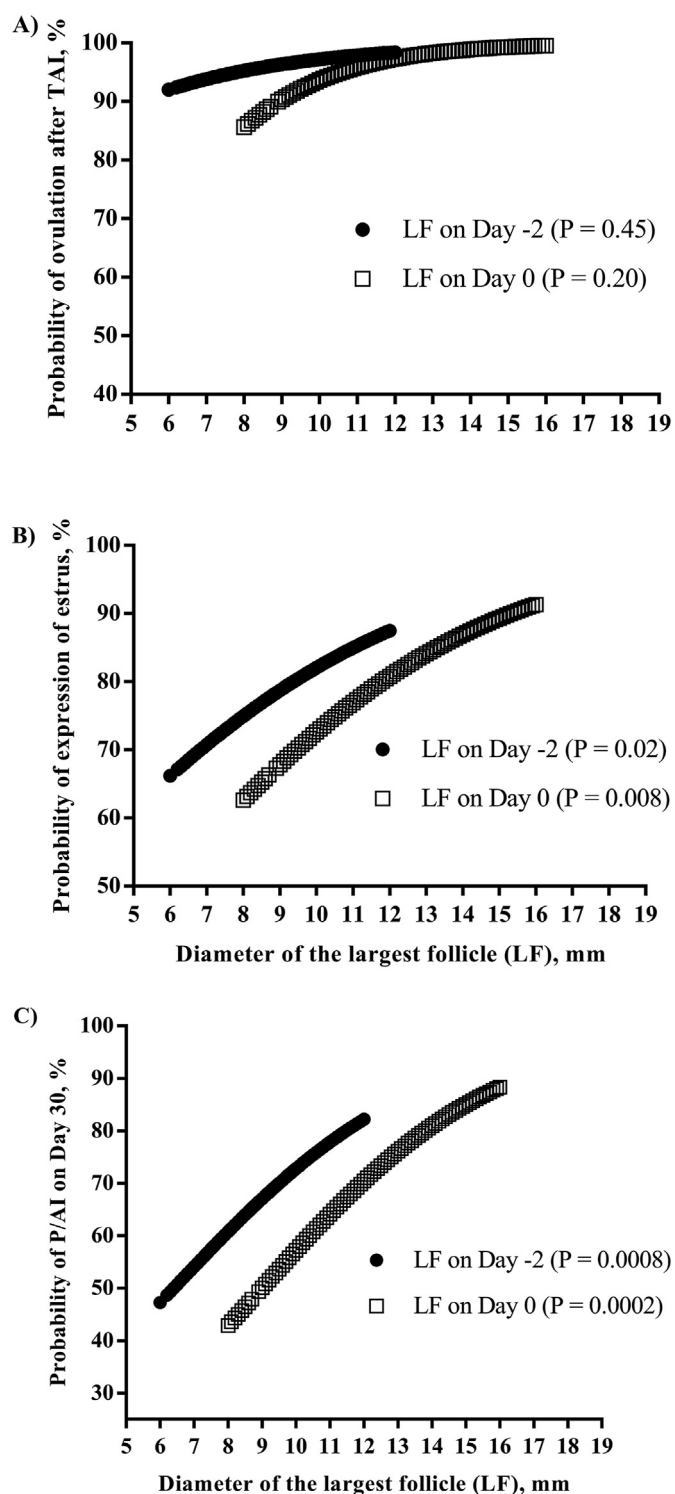 A)
Probability of ovulation after TAI, %
100
90
80
70
60
50
40
5 6 7 8 9 10 11 12 13 14 15 16 17 18 19
LF on Day -2 (P = 0.45)
LF on Day 0 (P = 0.20)
B)
Probability of expression of estrus, %
100
90
80
70
60
50
5 6 7 8 9 10 11 12 13 14 15 16 17 18 19
LF on Day -2 (P = 0.02)
LF on Day 0 (P = 0.008)
Diameter of the largest follicle (LF), mm
C)
Probability of P/AI on Day 30, %
100
90
80
70
60
50
40
30
5 6 7 8 9 10 11 12 13 14 15 16 17 18 19
LF on Day -2 (P = 0.0008)
LF on Day 0 (P = 0.0002)
Diameter of the largest follicle (LF), mm